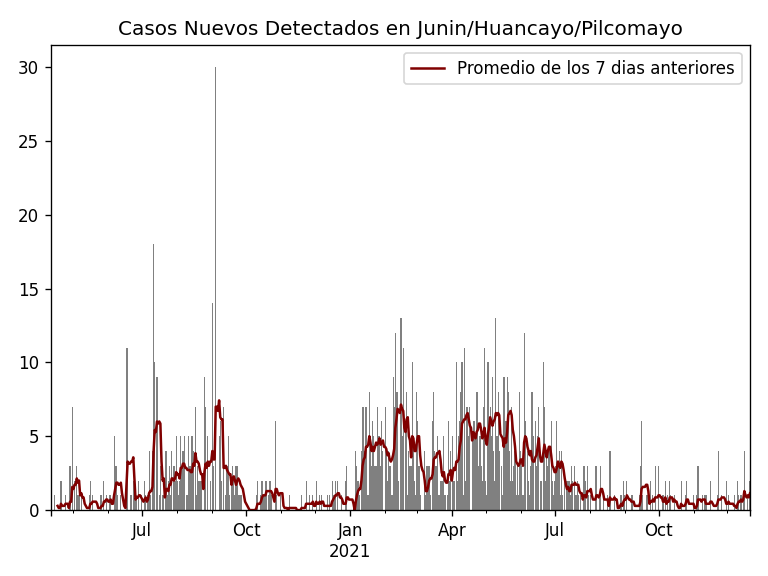 Casos Nuevos Detectados en Junin/Huancayo/Pilcomayo
Promedio de los 7 dias anteriores
30
25
20
15
10
5
0
Jul
Oct
Jan
2021
Apr
Jul
Oct